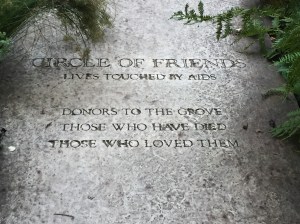 CIRCLE OF FRIENDS
LIVES TOUCHED BY AIDS
DONORS TO THE GROVE
THOSE WHO HAVE DIED
THOSE WHO LOVED THEM